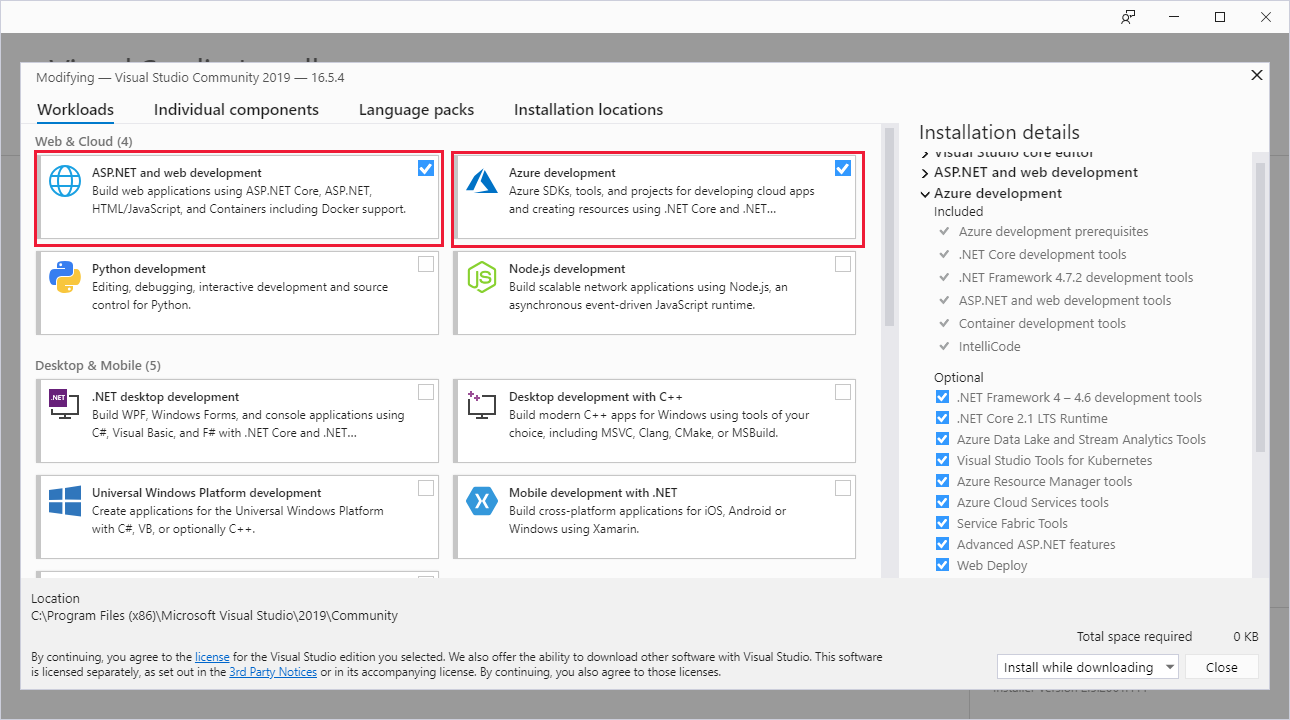 Modifying — Visual Studio Community 2019 — 16.5.4
Workloads
Individual components
Language packs
Installation locations
Web & Cloud (4)
ASP.NET and web development
Build web applications using ASP.NET Core, ASP.NET,
HTML/JavaScript, and Containers including Docker support.
Azure development
Azure SDKs, tools, and projects for developing cloud apps
and creating resources using .NET Core and .NET...
Python development
Editing, debugging, interactive development and source
control for Python.
Node.js development
Build scalable network applications using Node.js, an
asynchronous event-driven JavaScript runtime.
Desktop & Mobile (5)
.NET
.NET desktop development
Build WPF, Windows Forms, and console applications using
C#, Visual Basic, and F# with .NET Core and .NET...
Desktop development with C++
Build modern C++ apps for Windows using tools of your
choice, including MSVC, Clang, CMake, or MSBuild.
Universal Windows Platform development
Create applications for the Universal Windows Platform
with C#, VB, or optionally C++.
Mobile development with .NET
Build cross-platform applications for iOS, Android or
Windows using Xamarin.
Installation details
Visual Studio core editor
ASP.NET and web development
Azure development
Included
Azure development prerequisites
.NET Core development tools
.NET Framework 4.7.2 development tools
ASP.NET and web development tools
Container development tools
IntelliCode
Optional
.NET Framework 4 – 4.6 development tools
.NET Core 2.1 LTS Runtime
Azure Data Lake and Stream Analytics Tools
Visual Studio Tools for Kubernetes
Azure Resource Manager tools
Azure Cloud Services tools
Service Fabric Tools
Advanced ASP.NET features
Web Deploy
Location
C:\Program Files (x86)\Microsoft Visual Studio\2019\Community
By continuing, you agree to the license for the Visual Studio edition you selected. We also offer the ability to download other software with Visual Studio. This software
is licensed separately, as set out in the 3rd Party Notices or in its accompanying license. By continuing, you also agree to those licenses.
Total space required 0 KB
Install while downloading
Close